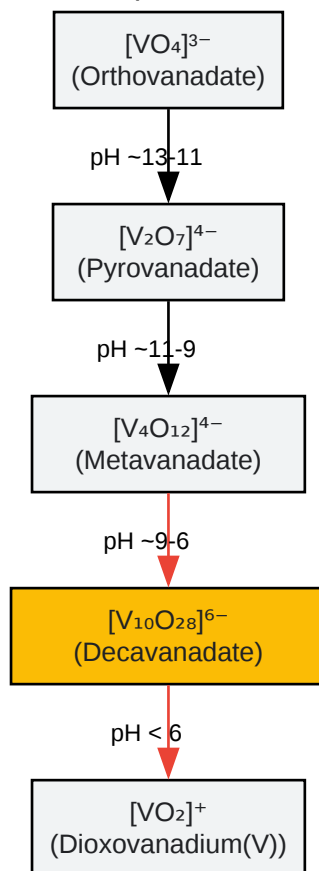 [VO₄]³⁻
(Orthovanadate)
pH ~13-11
[V₂O₇]⁴⁻
(Pyrovanadate)
pH ~11-9
[V₄O₁₂]⁴⁻
(Metavanadate)
pH ~9-6
[V₁₀O₂₈]⁶⁻
(Decavanadate)
pH < 6
[VO₂]⁺
(Dioxovanadium(V))